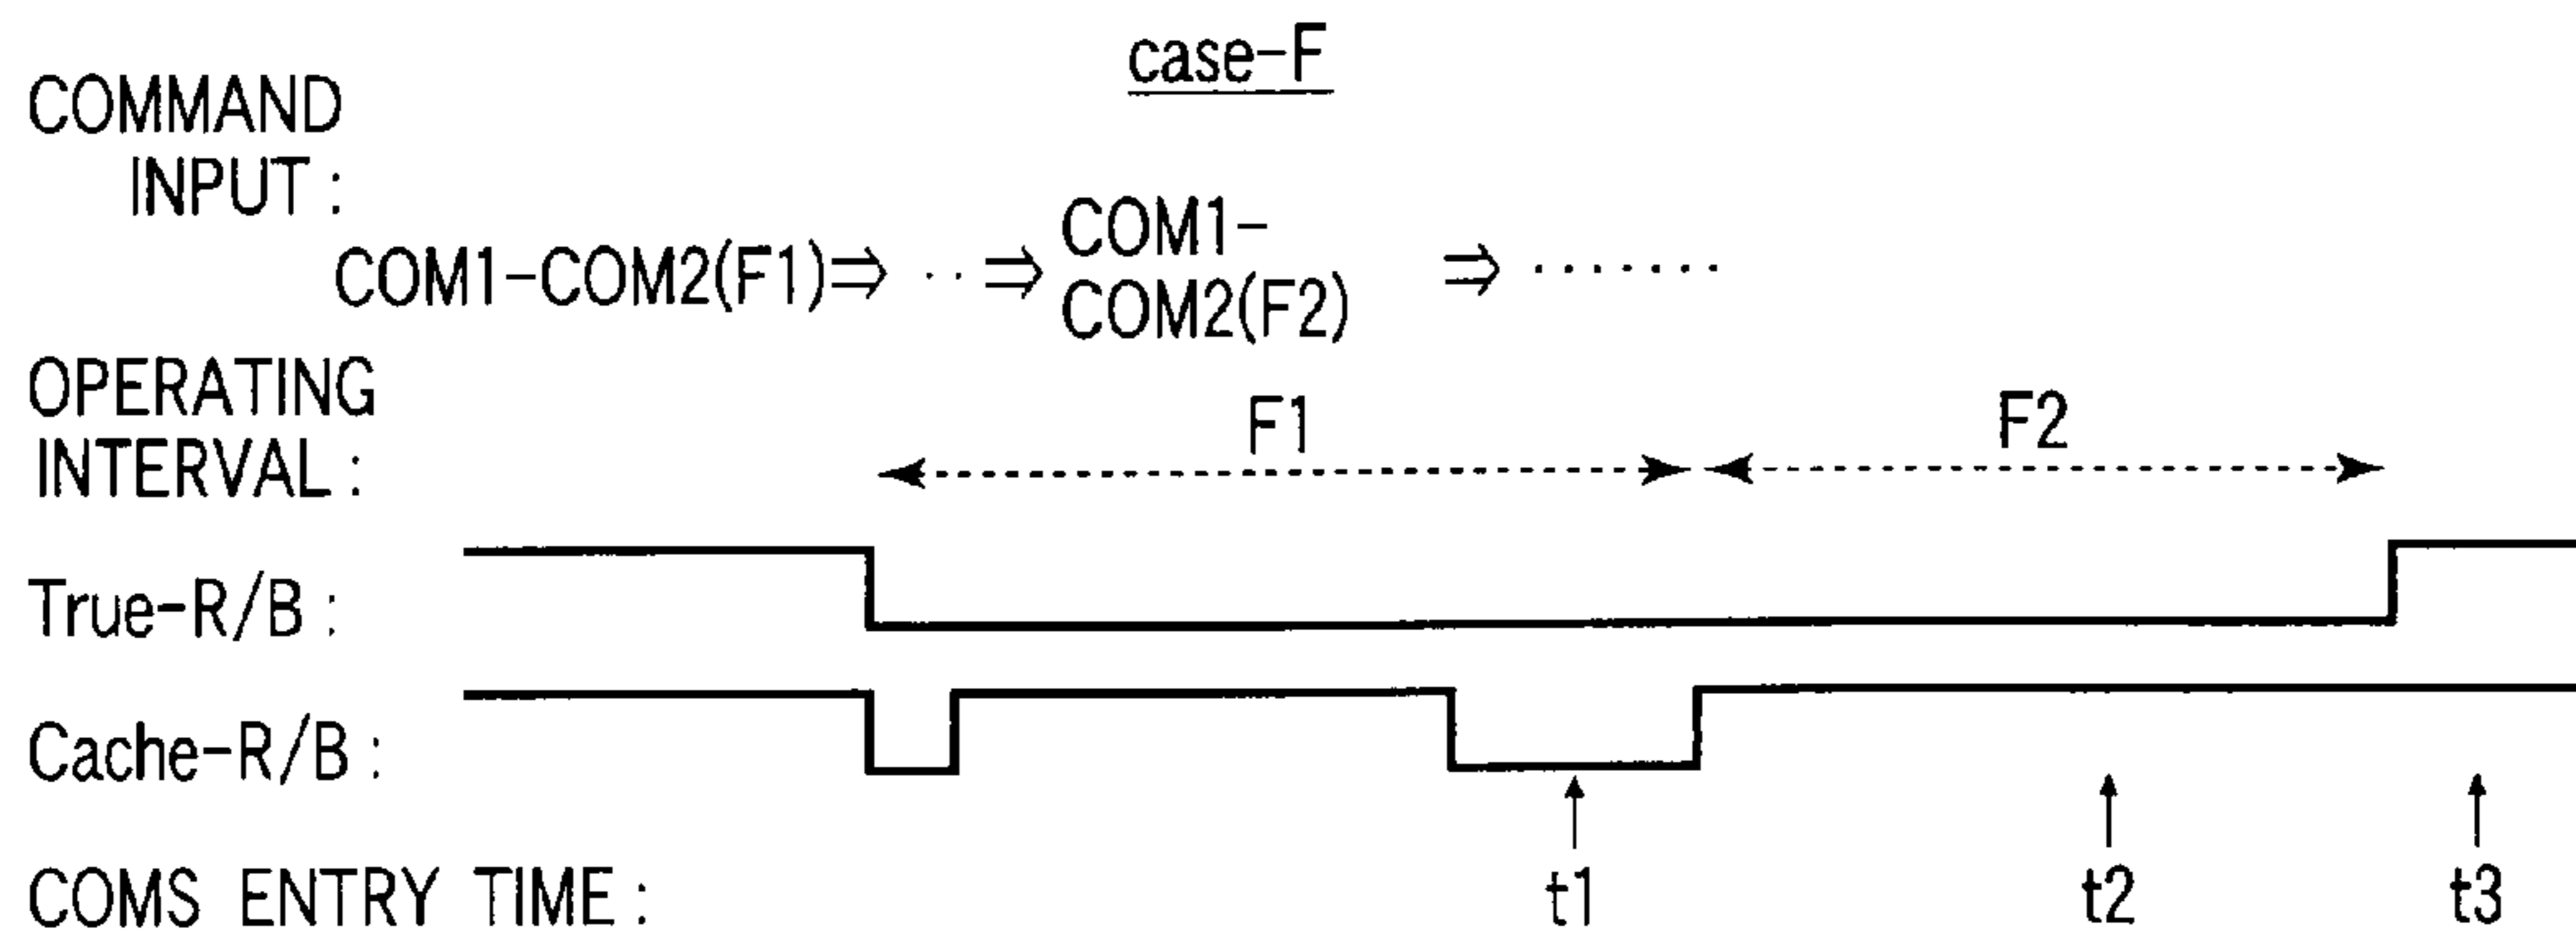 case-F
COMMAND
INPUT :
COM1-COM2(F1)⇒ ‥ ⇒ COM1-
COM2(F2) ⇒ ·······
OPERATING
INTERVAL :
F1 F2
True-R/B :
Cache-R/B :
COMS ENTRY TIME : t1 t2 t3